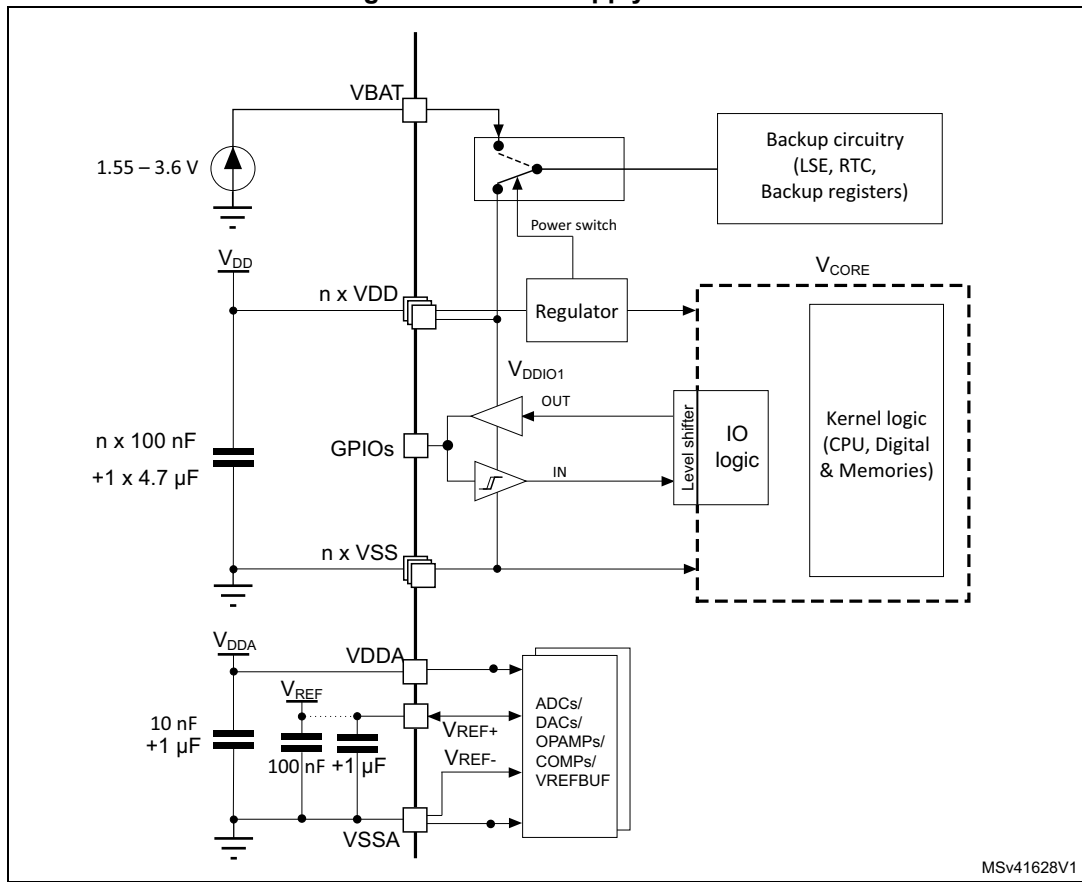 VBAT
1.55 – 3.6 V
Backup circuitry
(LSE, RTC,
Backup registers)
Power switch
VDD
n x VDD
Regulator
VCORE
VDDIO1
OUT
n x 100 nF
+1 x 4.7 µF
GPIOs
IN
Level shifter
IO
logic
Kernel logic
(CPU, Digital
& Memories)
n x VSS
VDDA
VDDA
VREF
10 nF
+1 µF
100 nF
+1 µF
VREF+
VREF-
ADCs/
DACs/
OPAMPs/
COMPs/
VREFBUF
VSSA
MSv41628V1